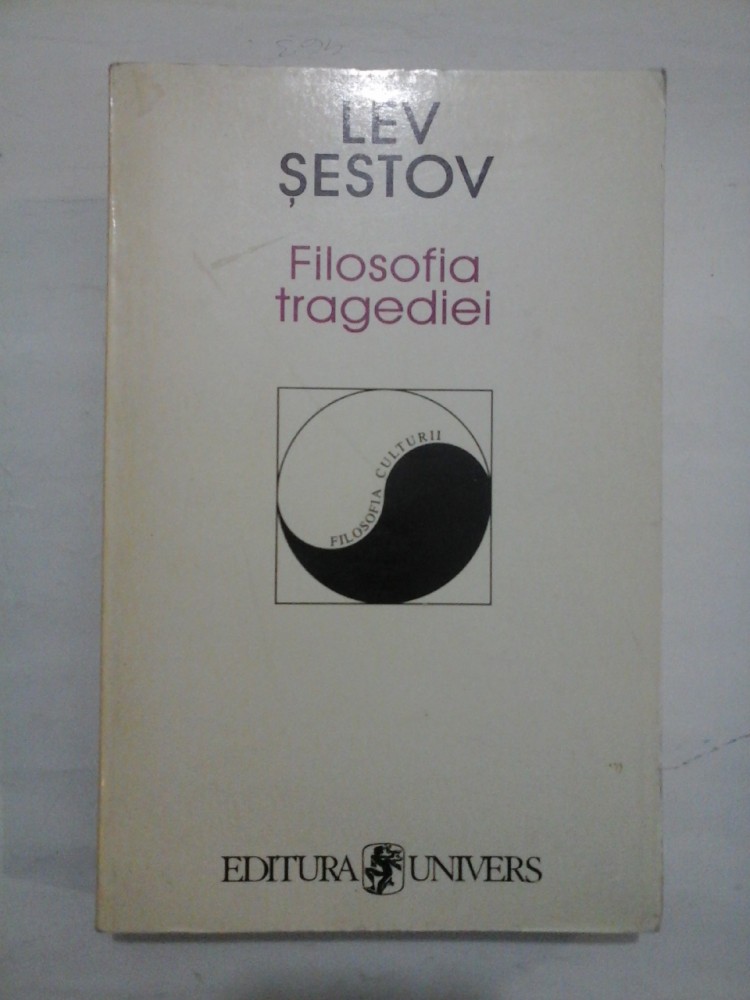 LEV
ȘESTOV
Filosofia
tragediei
FILOSOFIA CULTURII
EDITURA UNIVERS